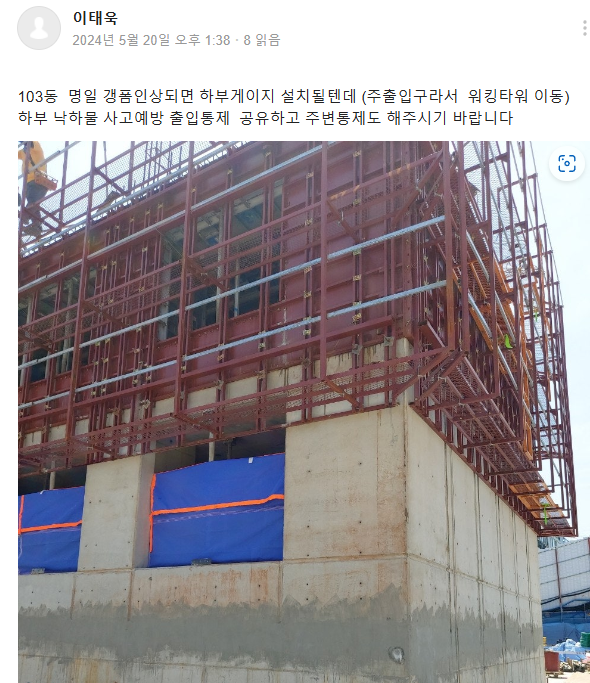 이태욱
2024년 5월 20일 오후 1:38 · 8 읽음
103동  명일 갱폼인상되면 하부게이지 설치될텐데 (주출입구라서  워킹타워 이동)
하부 낙하물 사고예방 출입통제  공유하고 주변통제도 해주시기 바랍니다